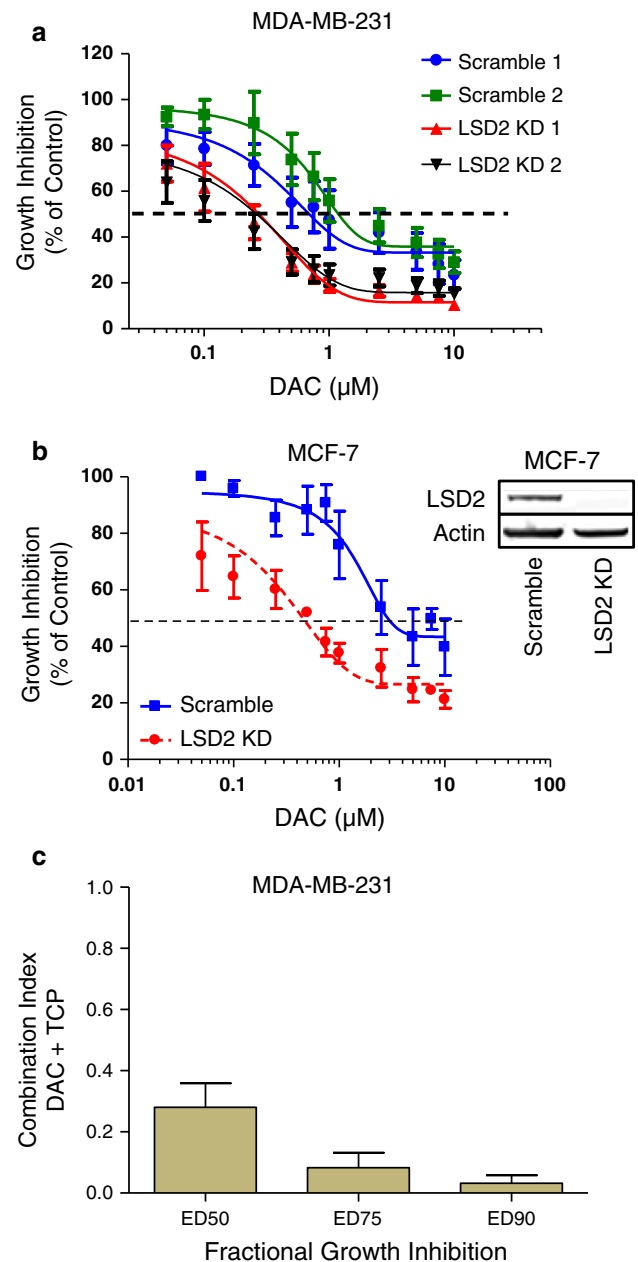 a
MDA-MB-231
Growth Inhibition
(% of Control)
120
100
80
60
40
20
0
0.1
1
10
DAC (µM)
Scramble 1
Scramble 2
LSD2 KD 1
LSD2 KD 2
b
MCF-7
Growth Inhibition
(% of Control)
100
80
60
40
20
0
0.01
0.1
1
10
100
DAC (µM)
Scramble
LSD2 KD
MCF-7
LSD2
Actin
Scramble
LSD2 KD
c
MDA-MB-231
Combination Index
DAC + TCP
1.0
0.8
0.6
0.4
0.2
0.0
ED50
ED75
ED90
Fractional Growth Inhibition